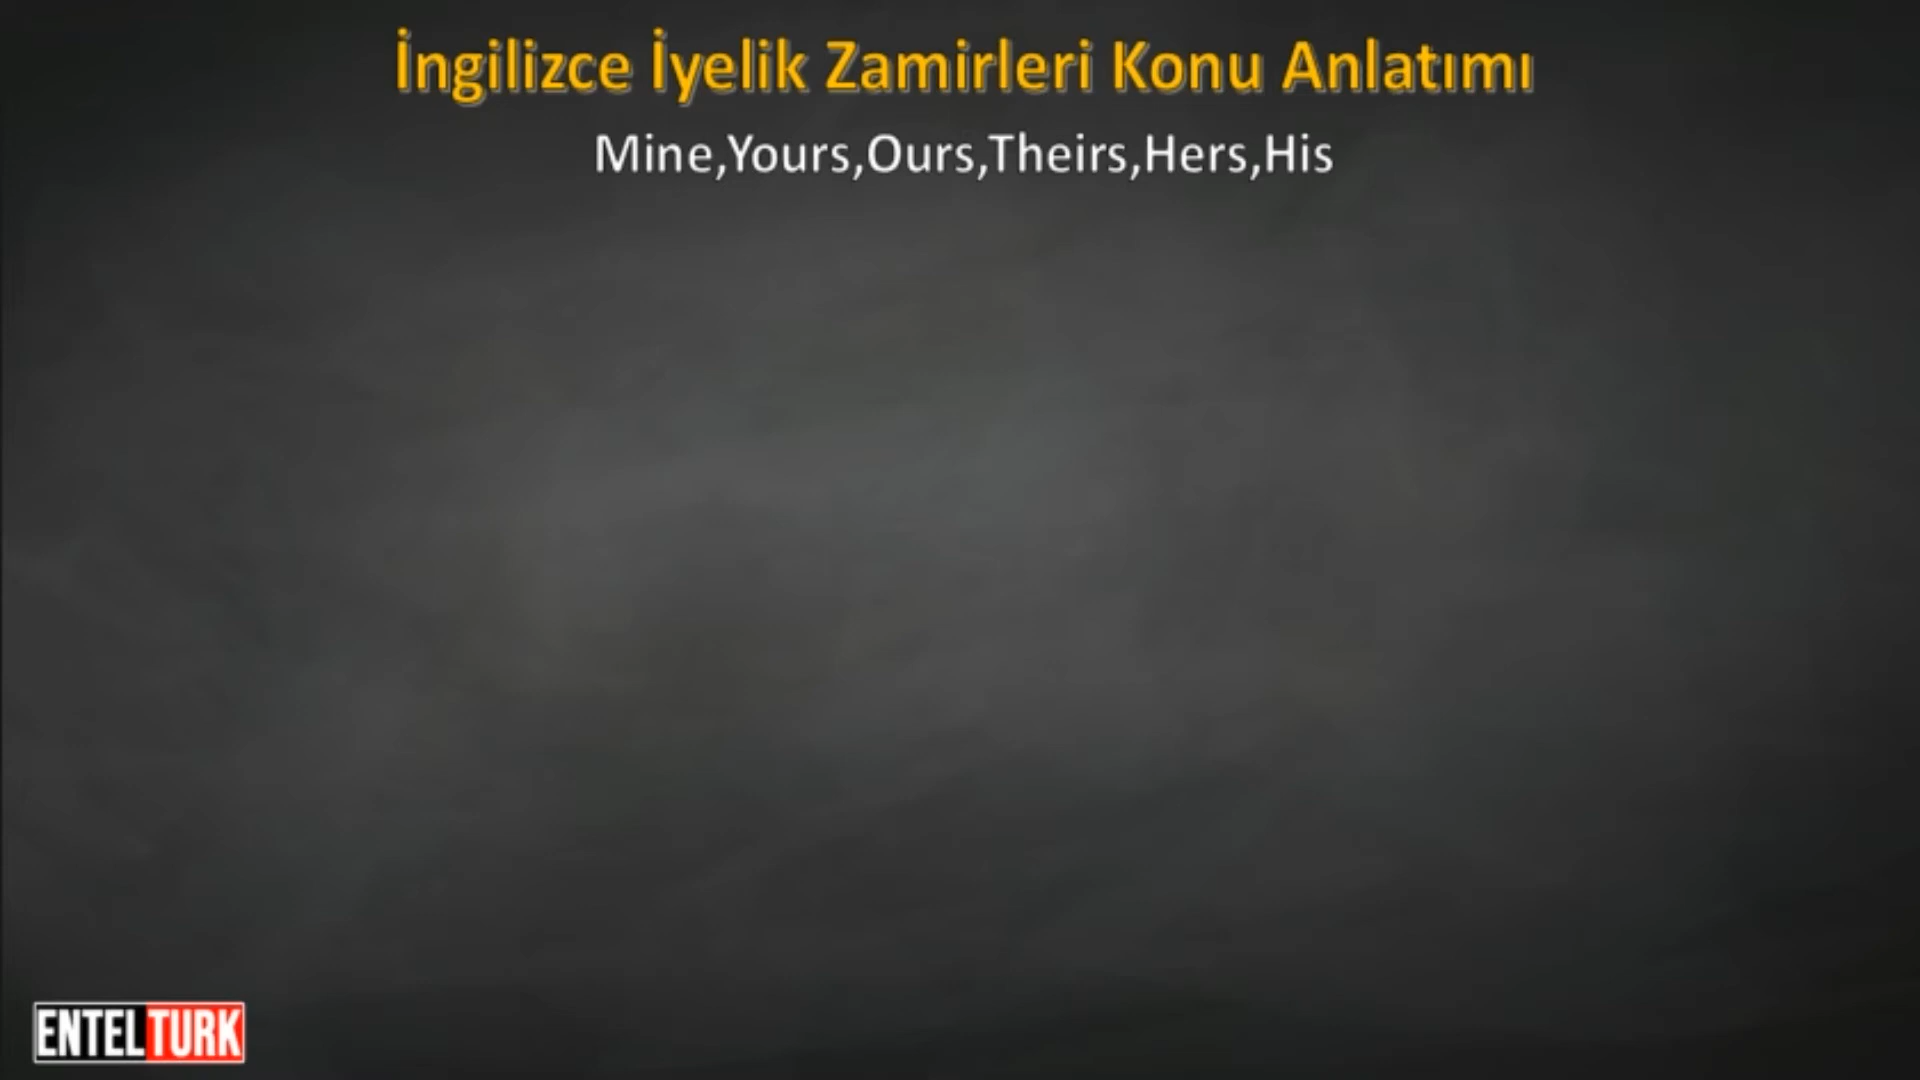 İngilizce İyelik Zamirleri Konu Anlatımı
Mine,Yours,Ours,Theirs,Hers,His
ENTELTURK